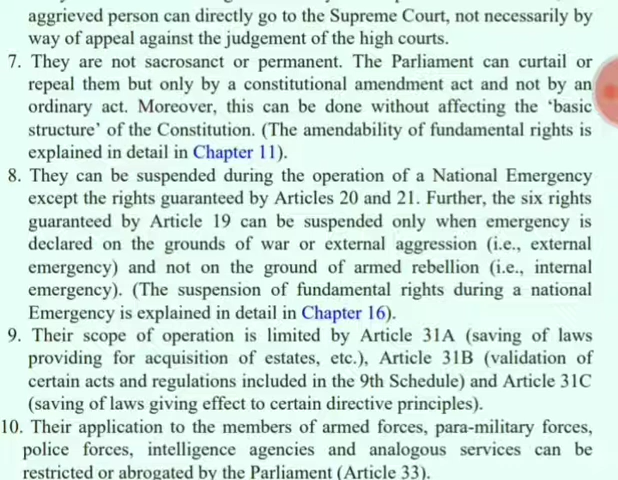 aggrieved person can directly go to the Supreme Court, not necessarily by
way of appeal against the judgement of the high courts.
7. They are not sacrosanct or permanent. The Parliament can curtail or
repeal them but only by a constitutional amendment act and not by an
ordinary act. Moreover, this can be done without affecting the ‘basic
structure’ of the Constitution. (The amendability of fundamental rights is
explained in detail in Chapter 11).
8. They can be suspended during the operation of a National Emergency
except the rights guaranteed by Articles 20 and 21. Further, the six rights
guaranteed by Article 19 can be suspended only when emergency is
declared on the grounds of war or external aggression (i.e., external
emergency) and not on the ground of armed rebellion (i.e., internal
emergency). (The suspension of fundamental rights during a national
Emergency is explained in detail in Chapter 16).
9. Their scope of operation is limited by Article 31A (saving of laws
providing for acquisition of estates, etc.), Article 31B (validation of
certain acts and regulations included in the 9th Schedule) and Article 31C
(saving of laws giving effect to certain directive principles).
10. Their application to the members of armed forces, para-military forces,
police forces, intelligence agencies and analogous services can be
restricted or abrogated by the Parliament (Article 33).